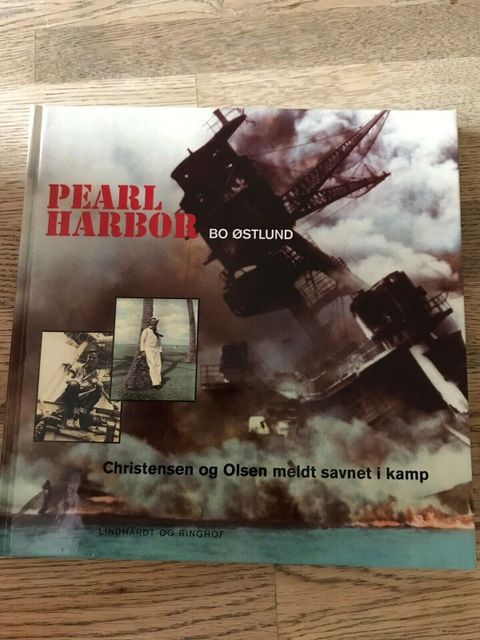 PEARL
HARBOR
BO ØSTLUND
Christensen og Olsen meldt savnet i kamp
LINDHARDT OG RINGHOF